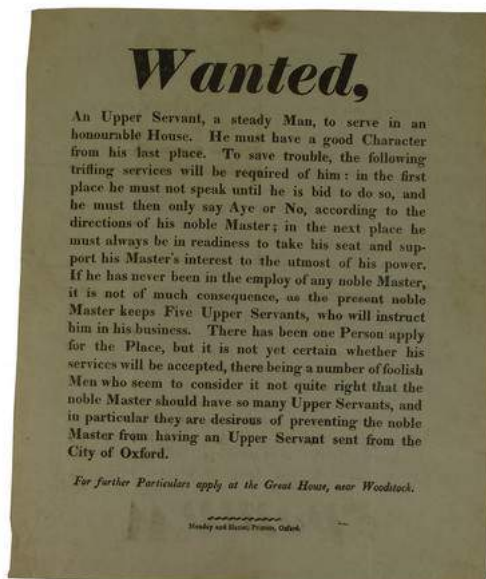 Wanted,
An Upper Servant, a steady Man, to serve in an
honourable House. He must have a good Character
from his last place. To save trouble, the following
trifling services will be required of him: in the first
place he must not speak until he is bid to do so, and
he must then only say Aye or No, according to the
directions of his noble Master; in the next place he
must always be in readiness to take his seat and sup-
port his Master's interest to the utmost of his power.
If he has never been in the employ of any noble Master,
it is not of much consequence, as the present noble
Master keeps Five Upper Servants, who will instruct
him in his business. There has been one Person apply
for the Place, but it is not yet certain whether his
services will be accepted, there being a number of foolish
Men who seem to consider it not quite right that the
noble Master should have so many Upper Servants, and
in particular they are desirous of preventing the noble
Master from having an Upper Servant sent from the
City of Oxford.
For further Particulars apply at the Great House, near Woodstock.
Munday and Printers, Oxford.